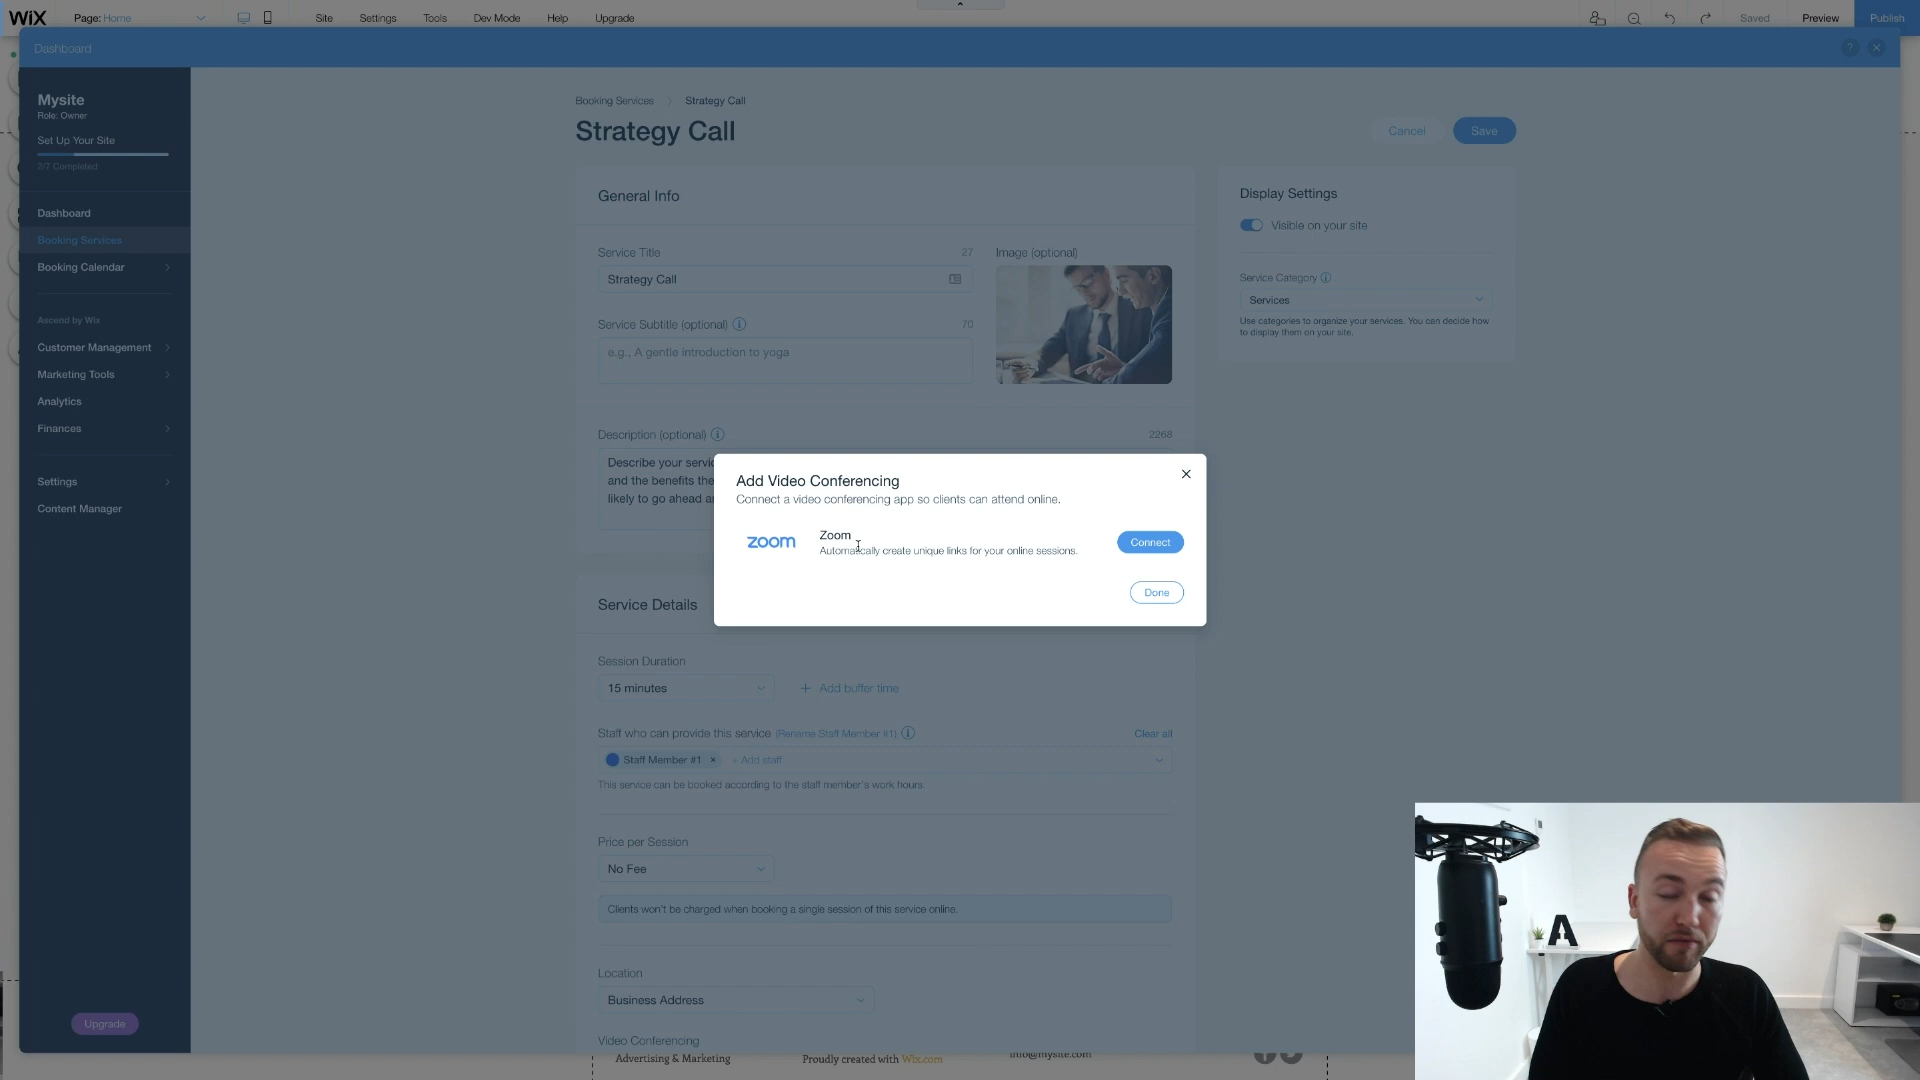 WiX Page: Home Site Settings Tools Dev Mode Help Upgrade Saved Preview Publish
Dashboard ?
Mysite
Role: Owner
Set Up Your Site
2/7 Completed
Dashboard
Booking Services
Booking Calendar
Ascend by Wix
Customer Management
Marketing Tools
Analytics
Finances
Settings
Content Manager
Upgrade
Booking Services Strategy Call
Strategy Call
Cancel Save
General Info
Service Title 27
Strategy Call
Service Subtitle (optional) 70
e.g., A gentle introduction to yoga
Image (optional)
Description (optional) 2268
Describe your servic
and the benefits the
likely to go ahead a
Display Settings
Visible on your site
Service Category
Services
Use categories to organize your services. You can decide how
to display them on your site.
Add Video Conferencing
Connect a video conferencing app so clients can attend online.
zoom
Zoom
Automatically create unique links for your online sessions.
Connect
Done
Service Details
Session Duration
15 minutes + Add buffer time
Staff who can provide this service (Rename Staff Member #1) Clear all
Staff Member #1 × + Add staff
This service can be booked according to the staff member's work hours.
Price per Session
No Fee
Clients won't be charged when booking a single session of this service online.
Location
Business Address
Video Conferencing
Advertising & Marketing Proudly created with Wix.com info@mysite.com
A